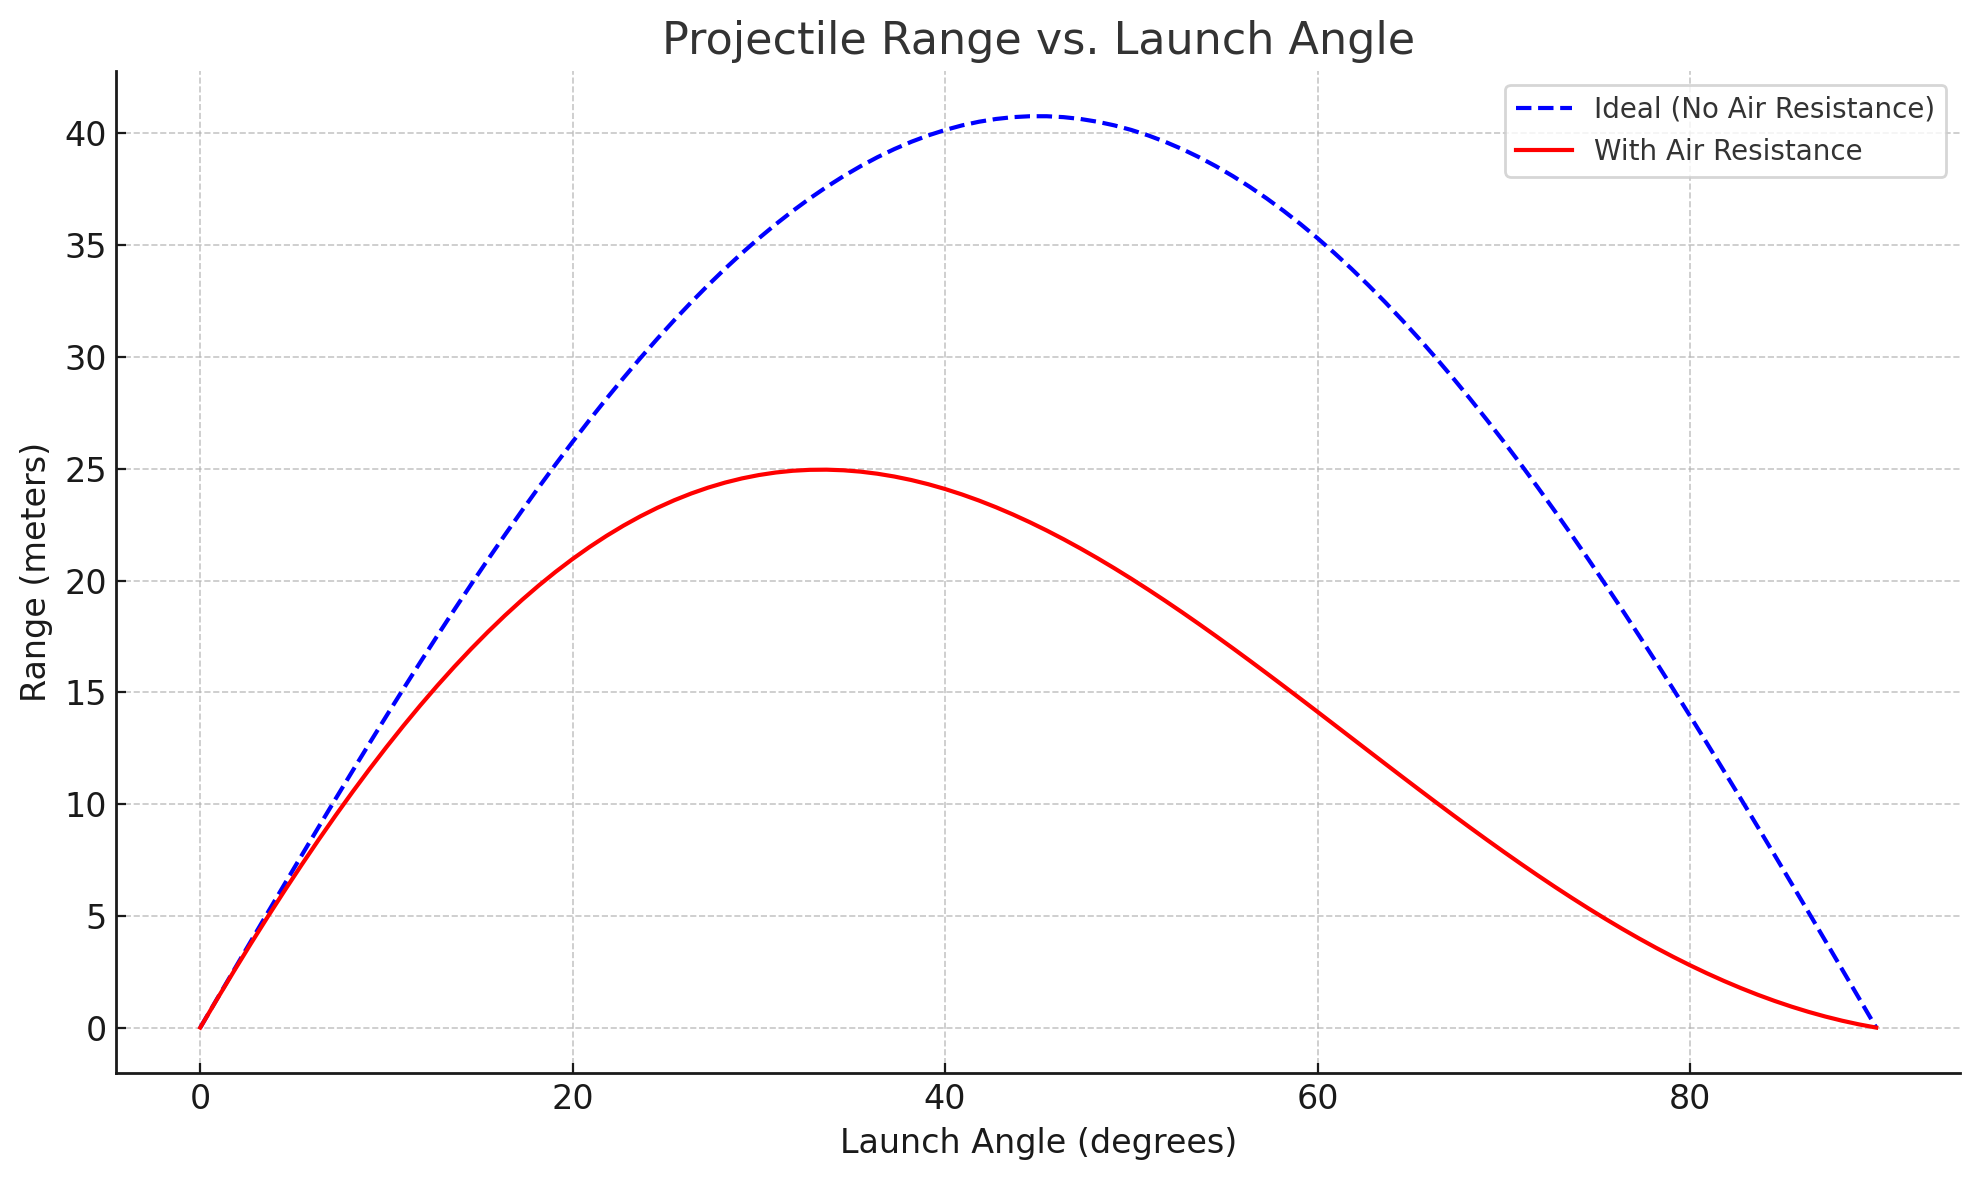 Projectile Range vs. Launch Angle
Ideal (No Air Resistance)
With Air Resistance
Range (meters)
40
35
30
25
20
15
10
5
0
0 20 40 60 80
Launch Angle (degrees)